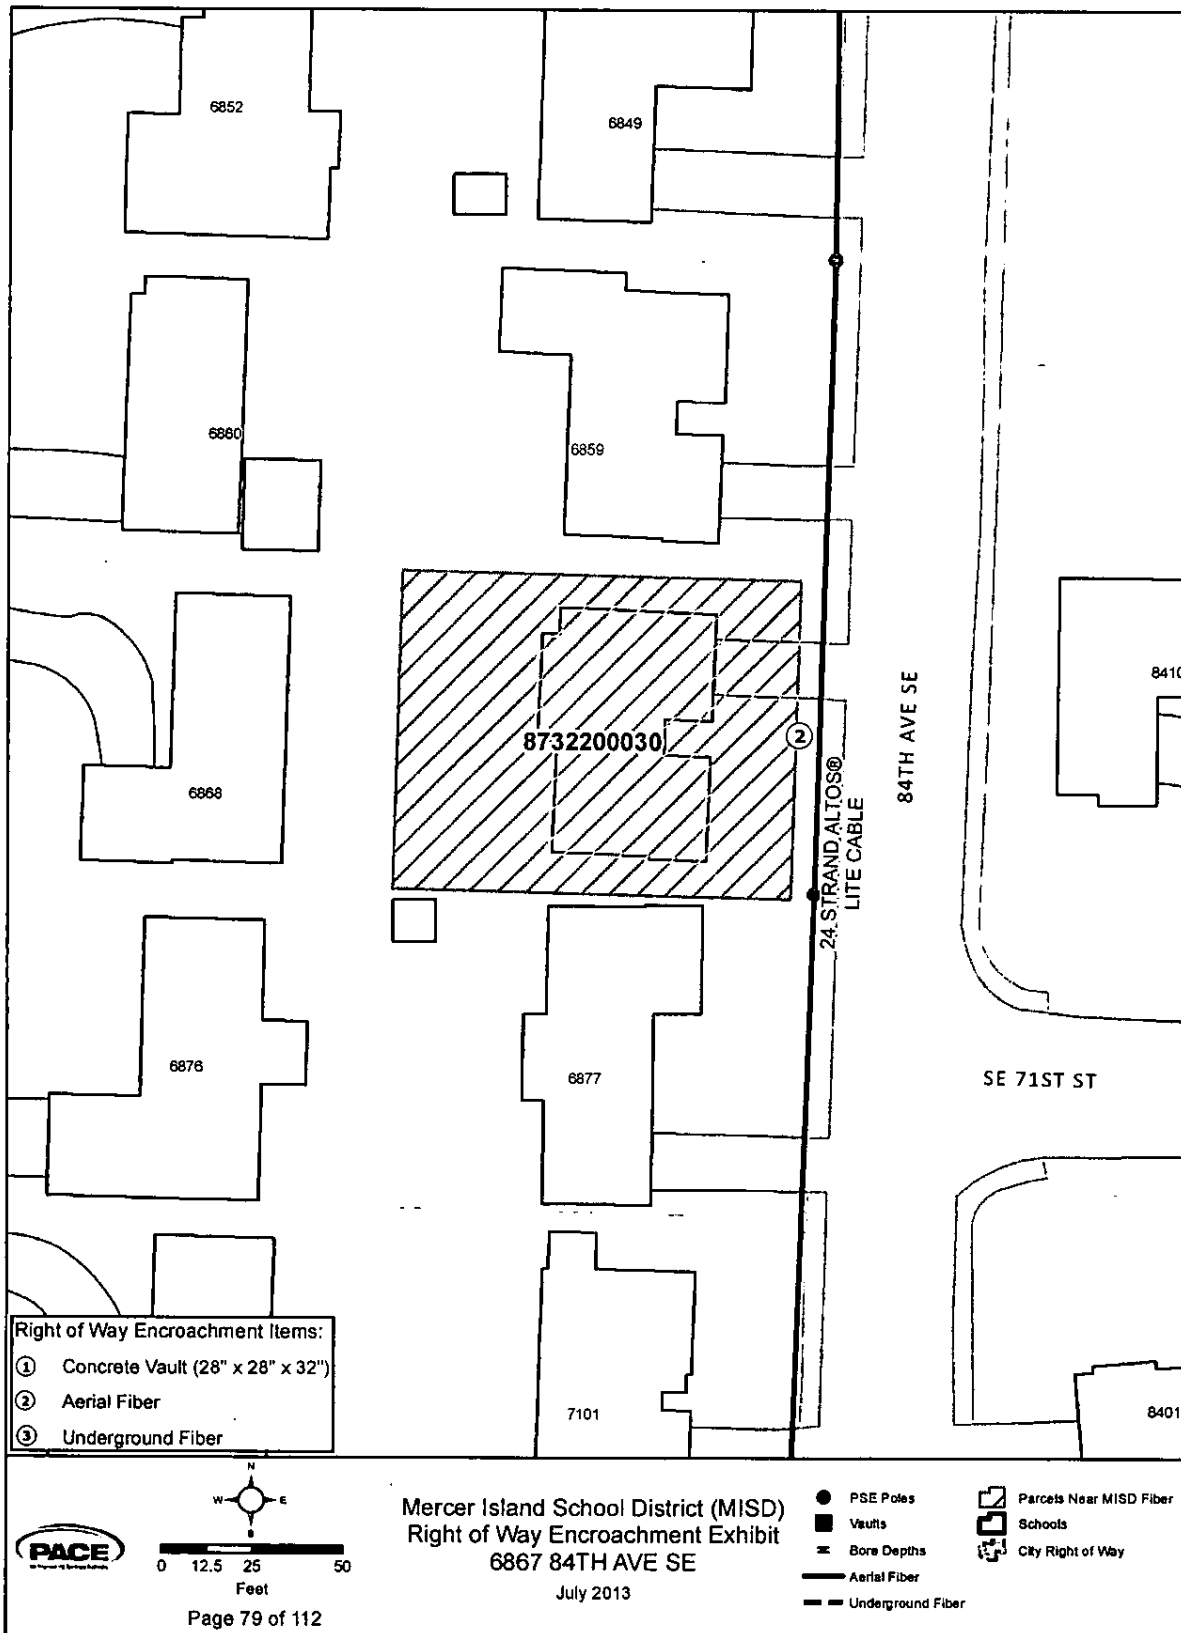 6852
6849
6860
6859
8732200030
2
24 STRAND ALTOS®
LITE CABLE
84TH AVE SE
8410
6868
6876
6877
SE 71ST ST
7101
8401
Right of Way Encroachment Items:
1 Concrete Vault (28" x 28" x 32")
2 Aerial Fiber
3 Underground Fiber
N
W E
S
PACE
0 12.5 25 50
Feet
Page 79 of 112
Mercer Island School District (MISD)
Right of Way Encroachment Exhibit
6867 84TH AVE SE
July 2013
PSE Poles
Vaults
Bore Depths
Aerial Fiber
Underground Fiber
Parcels Near MISD Fiber
Schools
City Right of Way